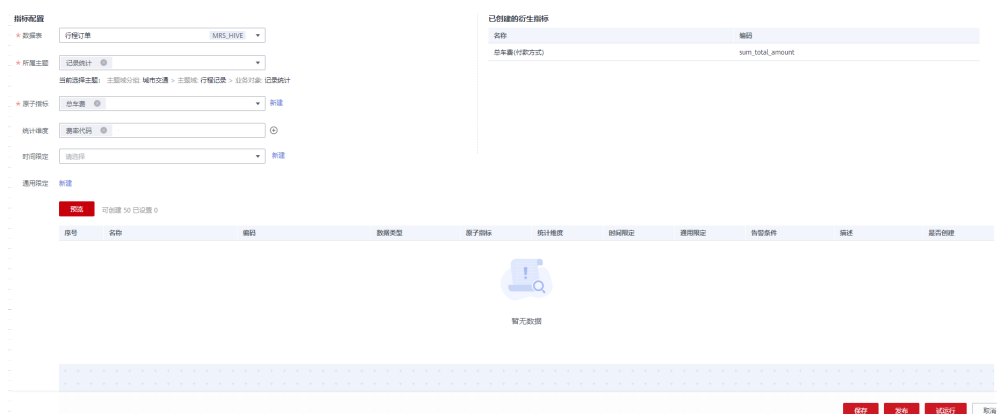 指标配置
* 数据表 行程订单 MRS_HIVE
* 所属主题 记录统计
当前选择主题： 主题域分组: 城市交通 > 主题域: 行程记录 > 业务对象: 记录统计
* 原子指标 总车费 新建
统计维度 费率代码
时间限定 请选择 新建
通用限定 新建
已创建的衍生指标
名称 编码
总车费(付款方式) sum_total_amount
预览 可创建 50 已设置 0
序号 名称 编码 数据类型 原子指标 统计维度 时间限定 通用限定 告警条件 描述 是否创建
暂无数据
保存 发布 试运行 取消